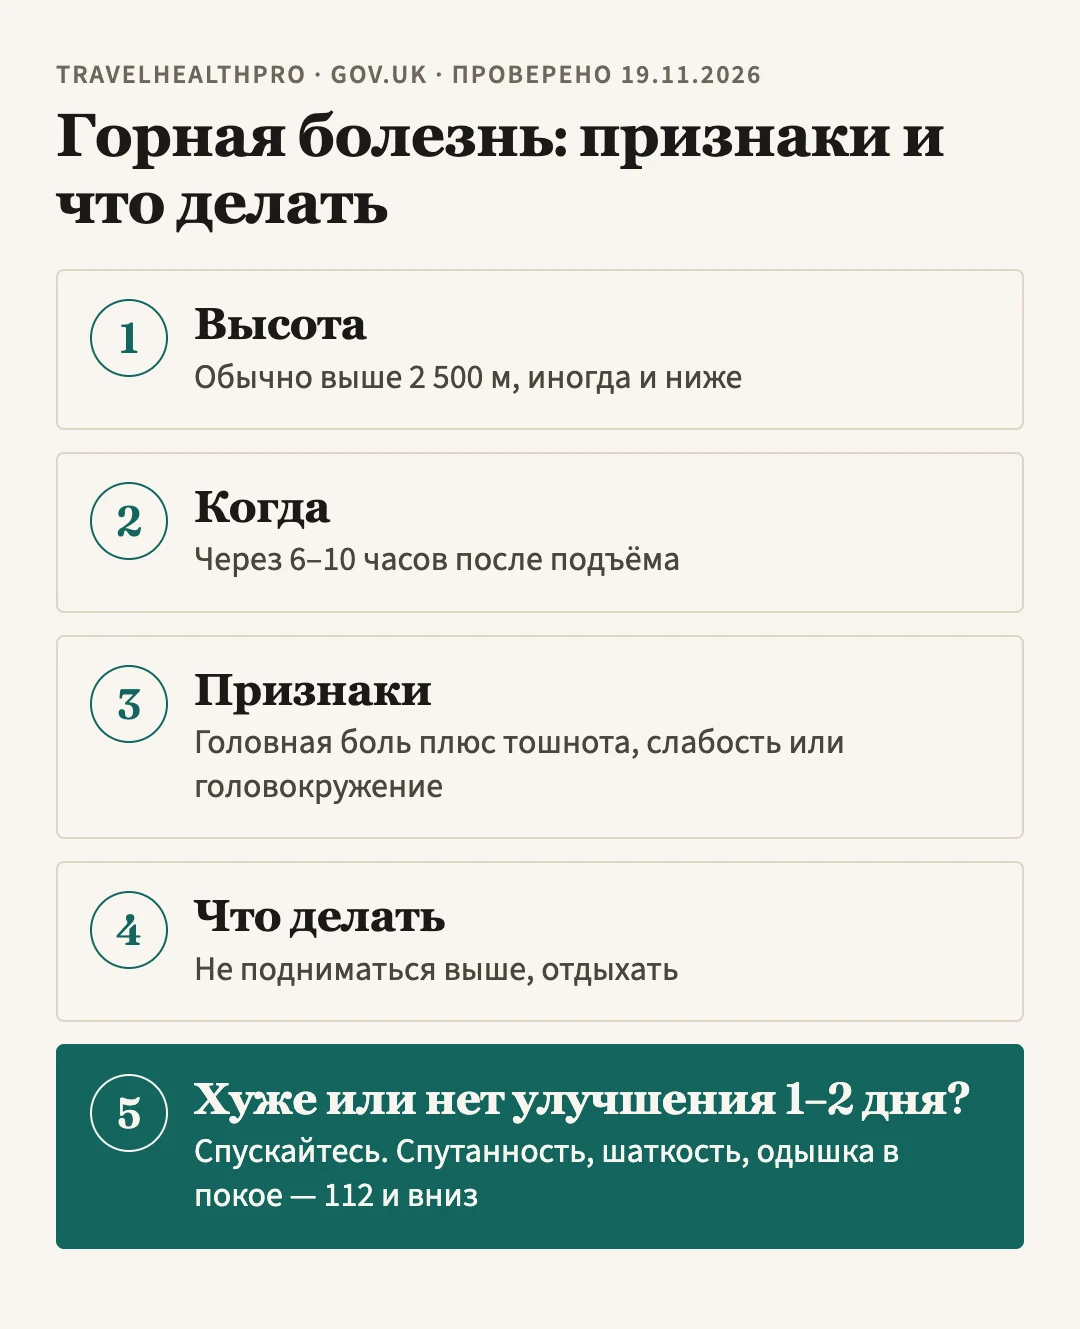 TRAVELHEALTHPRO · GOV.UK · ПРОВЕРЕНО 19.11.2026
Горная болезнь: признаки и
что делать
1
Высота
Обычно выше 2 500 м, иногда и ниже
2
Когда
Через 6–10 часов после подъёма
3
Признаки
Головная боль плюс тошнота, слабость или
головокружение
4
Что делать
Не подниматься выше, отдыхать
5
Хуже или нет улучшения 1–2 дня?
Спускайтесь. Спутанность, шаткость, одышка в
покое — 112 и вниз